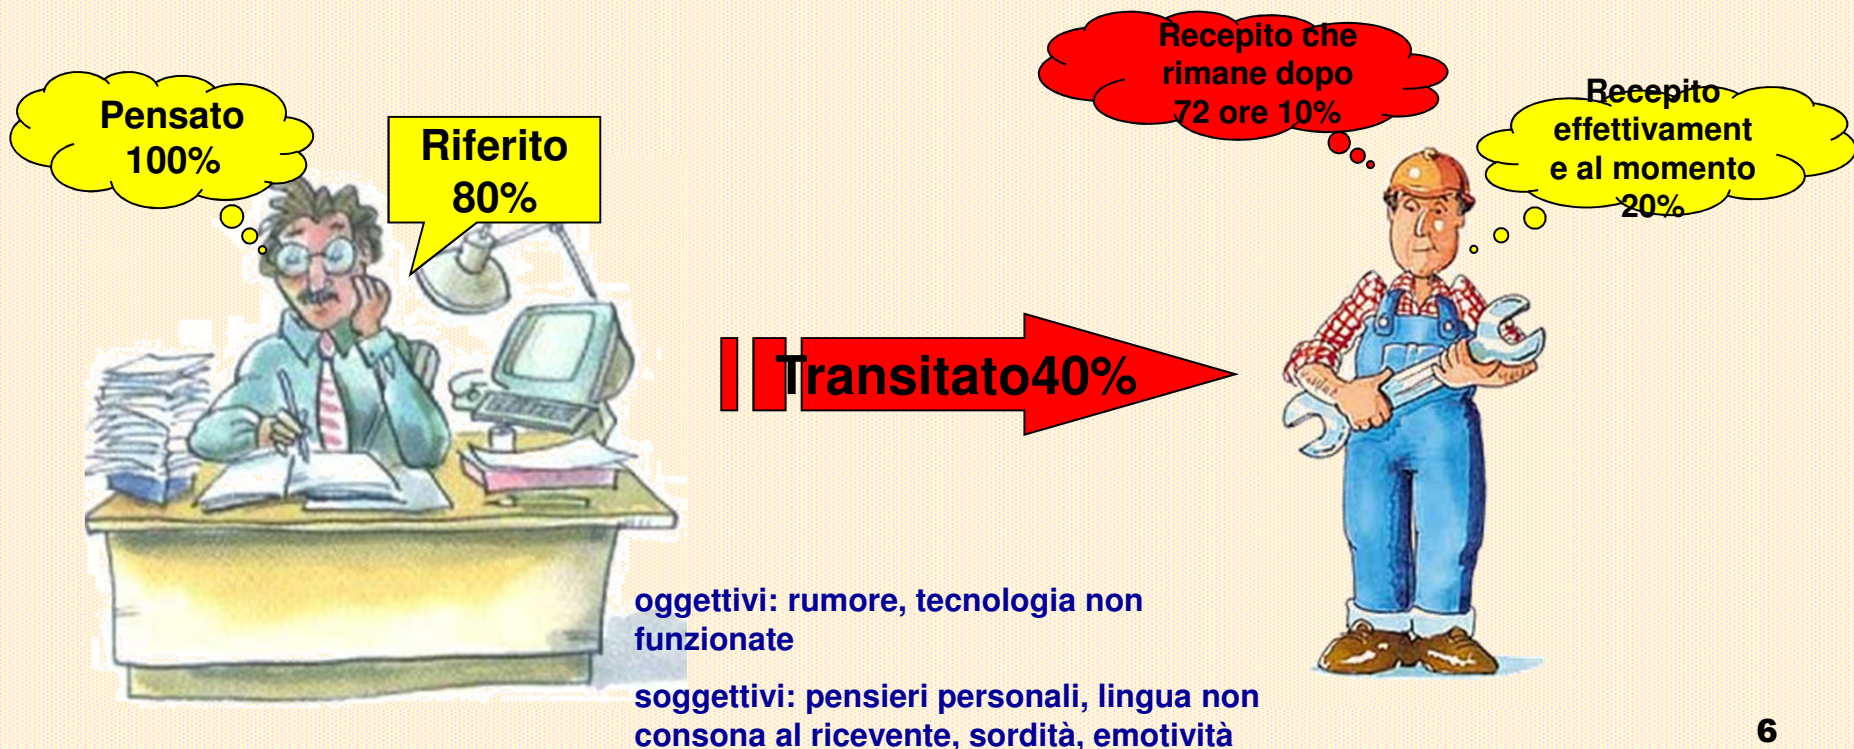 Pensato
100%
Riferito
80%
Transitato40%
Recepito che
rimane dopo
72 ore 10%
Recepito
effettivament
e al momento
20%
oggettivi: rumore, tecnologia non
funzionate
soggettivi: pensieri personali, lingua non
consona al ricevente, sordità, emotività
6